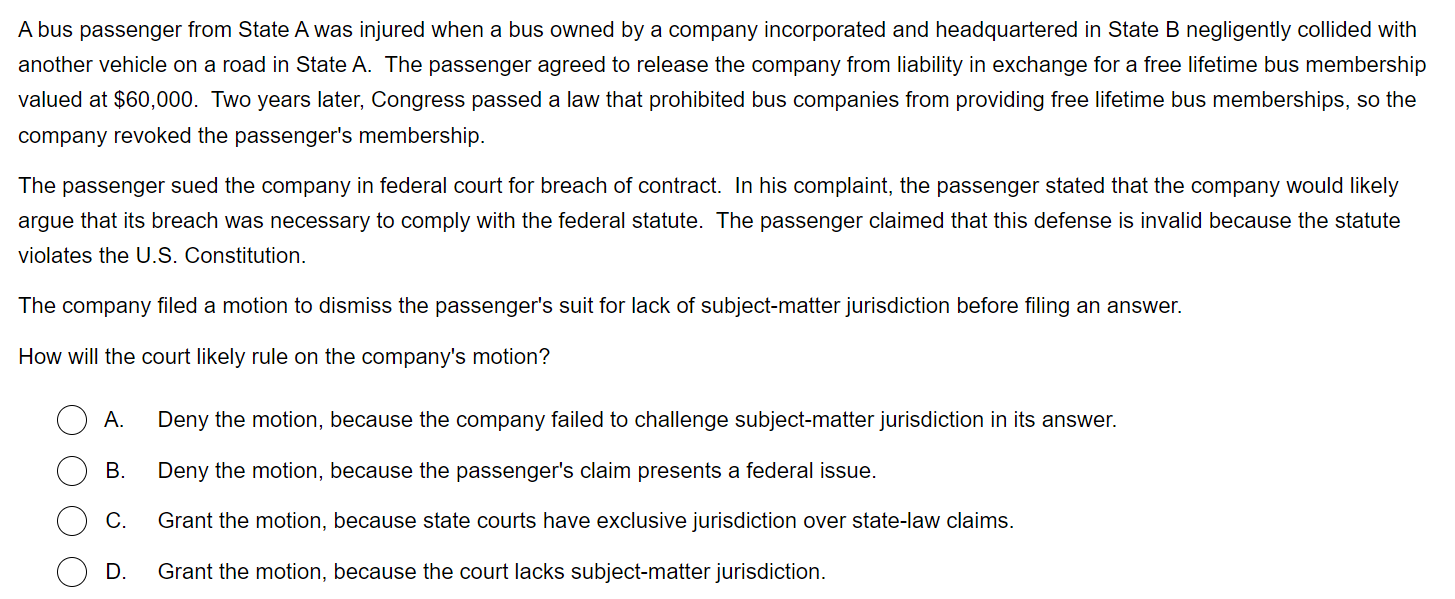 A bus passenger from State A was injured when a bus owned by a company incorporated and headquartered in State B negligently collided with
another vehicle on a road in State A.  The passenger agreed to release the company from liability in exchange for a free lifetime bus membership
valued at $60,000.  Two years later, Congress passed a law that prohibited bus companies from providing free lifetime bus memberships, so the
company revoked the passenger's membership.
The passenger sued the company in federal court for breach of contract.  In his complaint, the passenger stated that the company would likely
argue that its breach was necessary to comply with the federal statute.  The passenger claimed that this defense is invalid because the statute
violates the U.S. Constitution.
The company filed a motion to dismiss the passenger's suit for lack of subject-matter jurisdiction before filing an answer.
How will the court likely rule on the company's motion?
A. Deny the motion, because the company failed to challenge subject-matter jurisdiction in its answer.
B. Deny the motion, because the passenger's claim presents a federal issue.
C. Grant the motion, because state courts have exclusive jurisdiction over state-law claims.
D. Grant the motion, because the court lacks subject-matter jurisdiction.